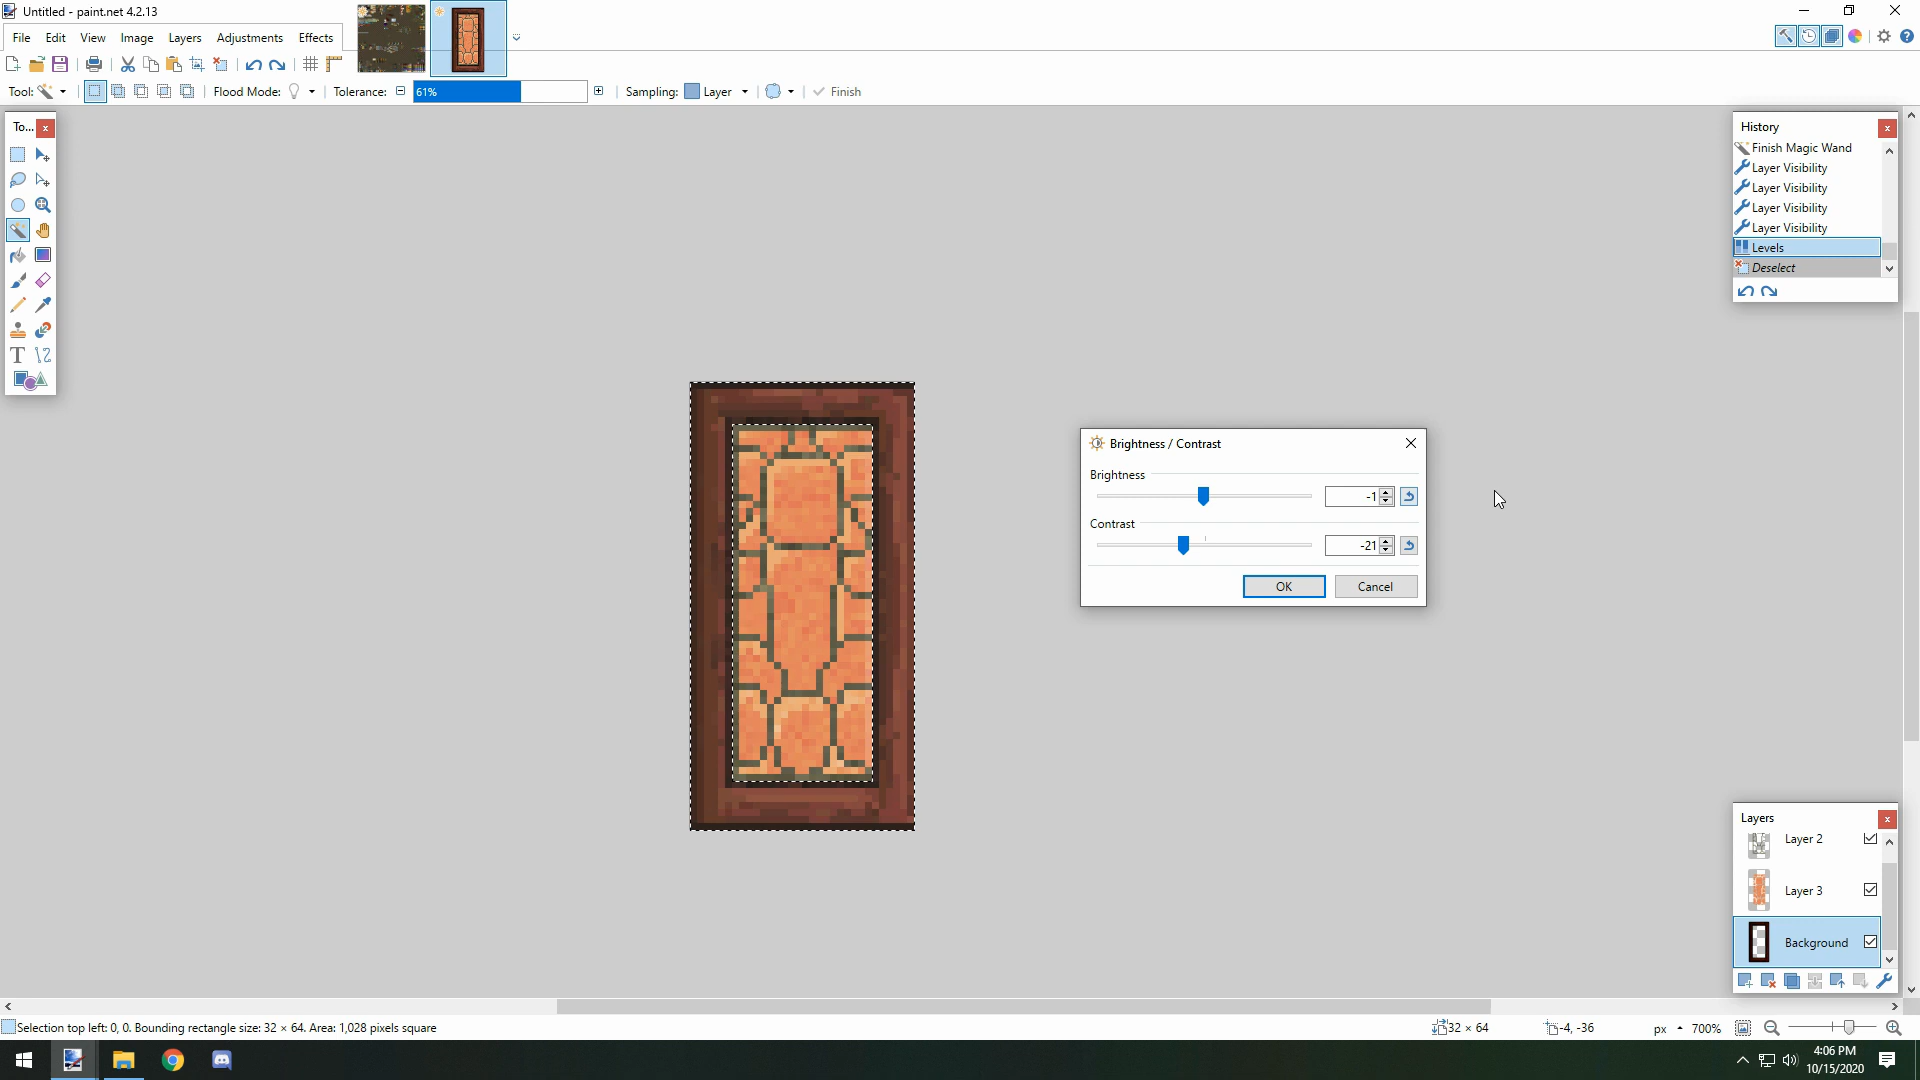 Untitled - paint.net 4.2.13
File Edit View Image Layers Adjustments Effects
Tool: Flood Mode: Tolerance: 61% Sampling: Layer Finish
To...
History
Finish Magic Wand
Layer Visibility
Layer Visibility
Layer Visibility
Layer Visibility
Levels
Deselect
Brightness / Contrast
Brightness
-1
Contrast
-21
OK Cancel
Layers
Layer 2
Layer 3
Background
Selection top left: 0, 0. Bounding rectangle size: 32 × 64. Area: 1,028 pixels square 32 × 64 -4, -36 px 700%
4:06 PM
10/15/2020